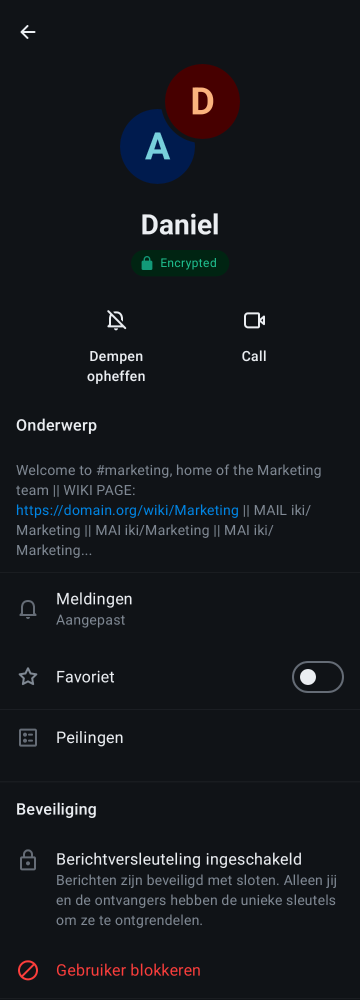 D
A
Daniel
Encrypted
Dempen
opheffen
Call
Onderwerp
Welcome to #marketing, home of the Marketing
team || WIKI PAGE:
https://domain.org/wiki/Marketing || MAIL iki/
Marketing || MAI iki/Marketing || MAI iki/
Marketing...
Meldingen
Aangepast
Favoriet
Peilingen
Beveiliging
Berichtversleuteling ingeschakeld
Berichten zijn beveiligd met sloten. Alleen jij
en de ontvangers hebben de unieke sleutels
om ze te ontgrendelen.
Gebruiker blokkeren